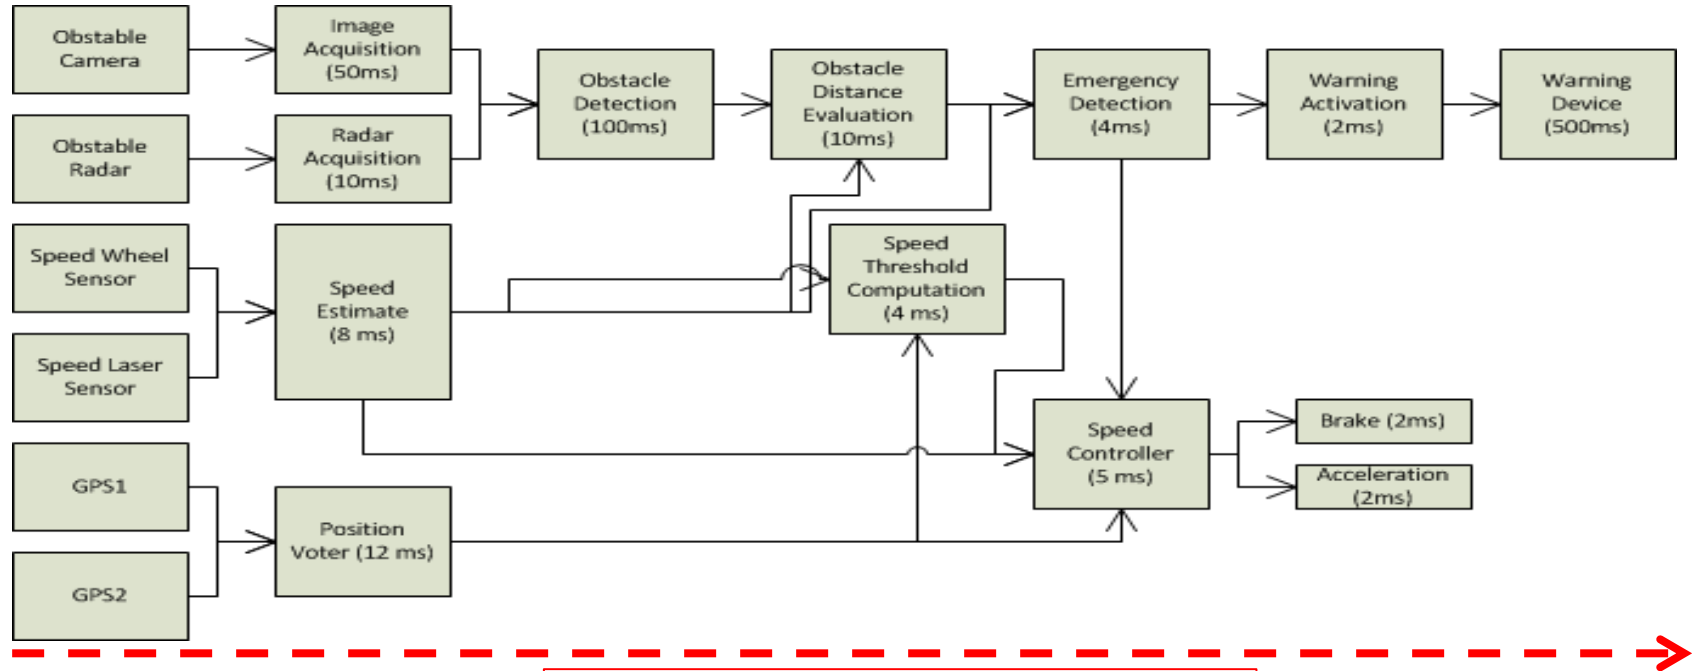 Obstable
Camera
Image
Acquisition
(50ms)
Obstacle
Detection
(100ms)
Obstacle
Distance
Evaluation
(10ms)
Emergency
Detection
(4ms)
Warning
Activation
(2ms)
Warning
Device
(500ms)
Obstable
Radar
Radar
Acquisition
(10ms)
Speed Wheel
Sensor
Speed
Estimate
(8 ms)
Speed
Threshold
Computation
(4 ms)
Speed Laser
Sensor
Speed
Controller
(5 ms)
Brake (2ms)
Acceleration
(2ms)
GPS1
Position
Voter (12 ms)
GPS2